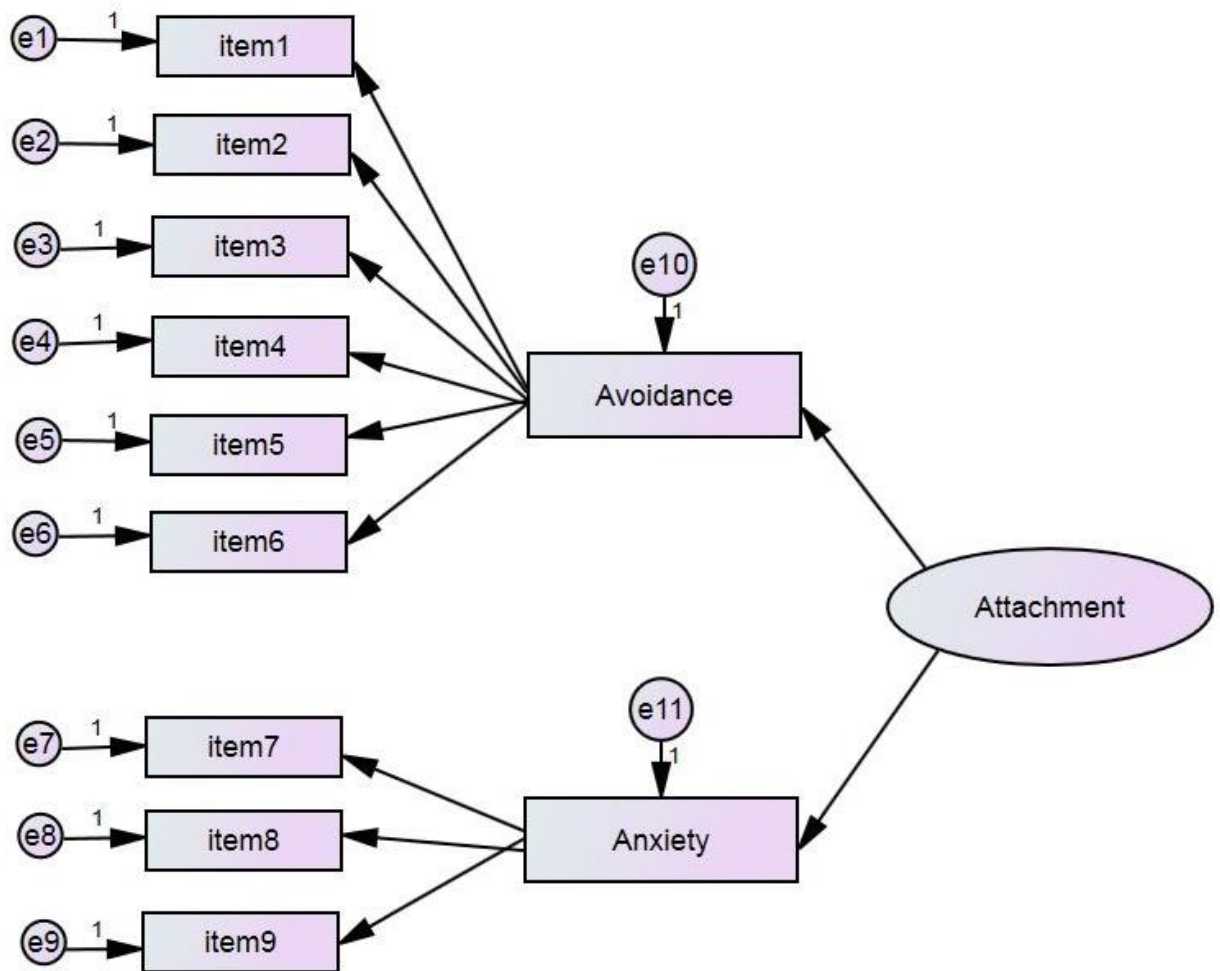 e1
1
item1
e2
1
item2
e3
1
item3
e4
1
item4
e5
1
item5
e6
1
item6
e10
1
Avoidance
Attachment
e7
1
item7
e8
1
item8
e9
1
item9
e11
1
Anxiety